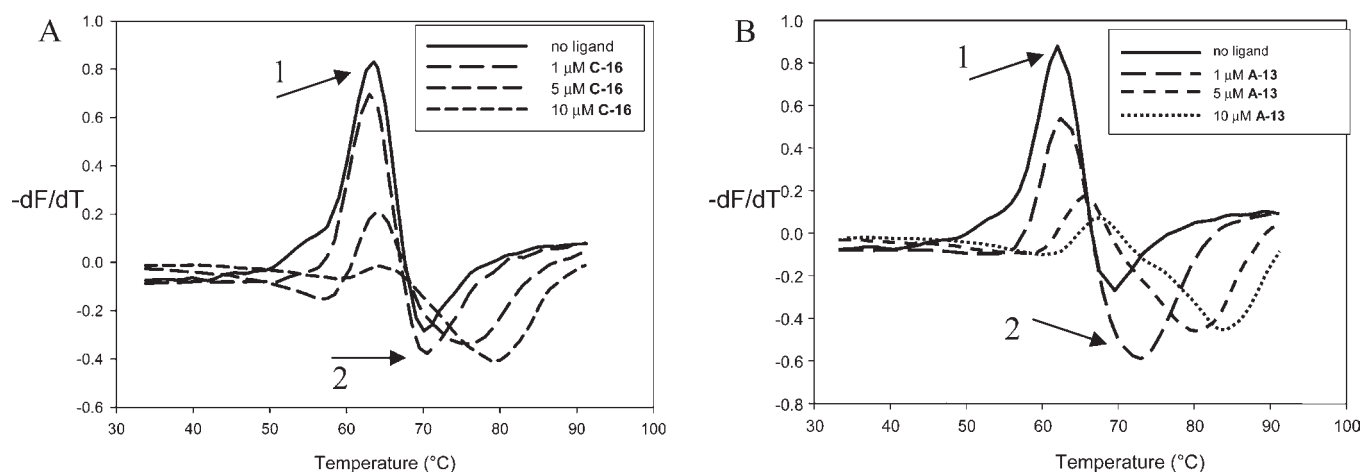 A
1
2
no ligand
1 μM C-16
5 μM C-16
10 μM C-16
-dF/dT
1.0
0.8
0.6
0.4
0.2
0.0
-0.2
-0.4
-0.6
30 40 50 60 70 80 90 100
Temperature (°C)
B
1
2
no ligand
1 μM A-13
5 μM A-13
10 μM A-13
-dF/dT
1.0
0.8
0.6
0.4
0.2
0.0
-0.2
-0.4
-0.6
-0.8
30 40 50 60 70 80 90 100
Temperature (°C)